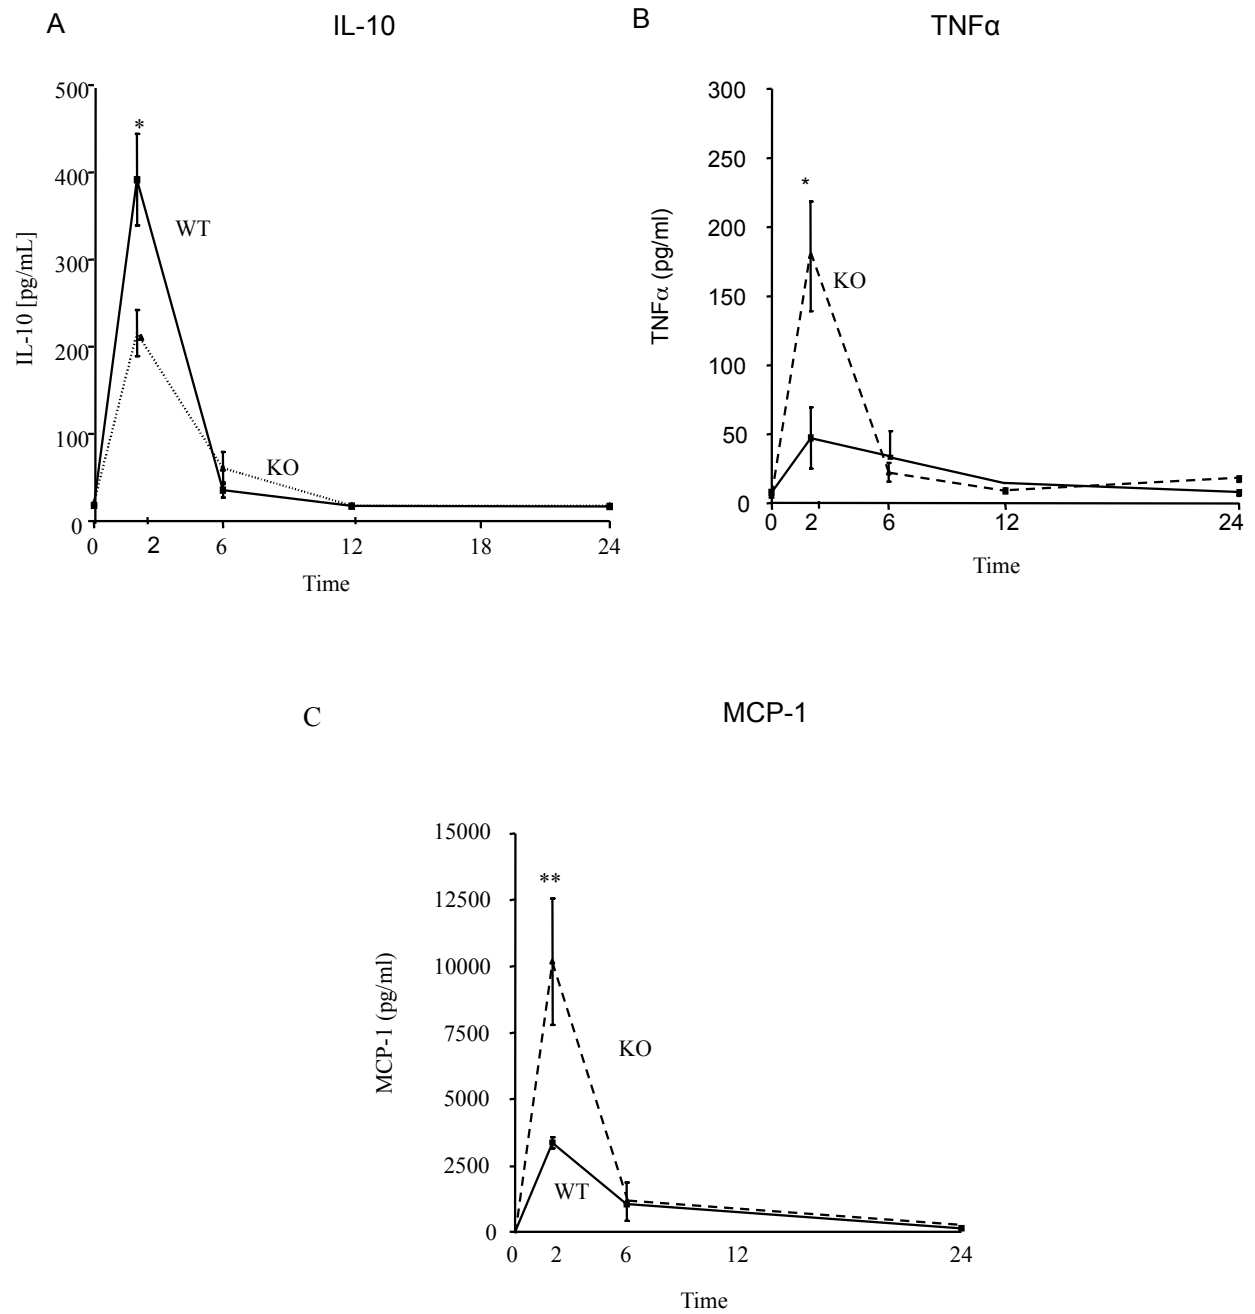 A
IL-10
500
400
300
200
100
0
IL-10 [pg/mL]
*
WT
KO
0 2 6 12 18 24
Time
B
TNFα
300
250
200
150
100
50
0
TNFα (pg/ml)
*
KO
0 2 6 12 24
Time
C
MCP-1
15000
12500
10000
7500
5000
2500
0
MCP-1 (pg/ml)
**
KO
WT
0 2 6 12 24
Time